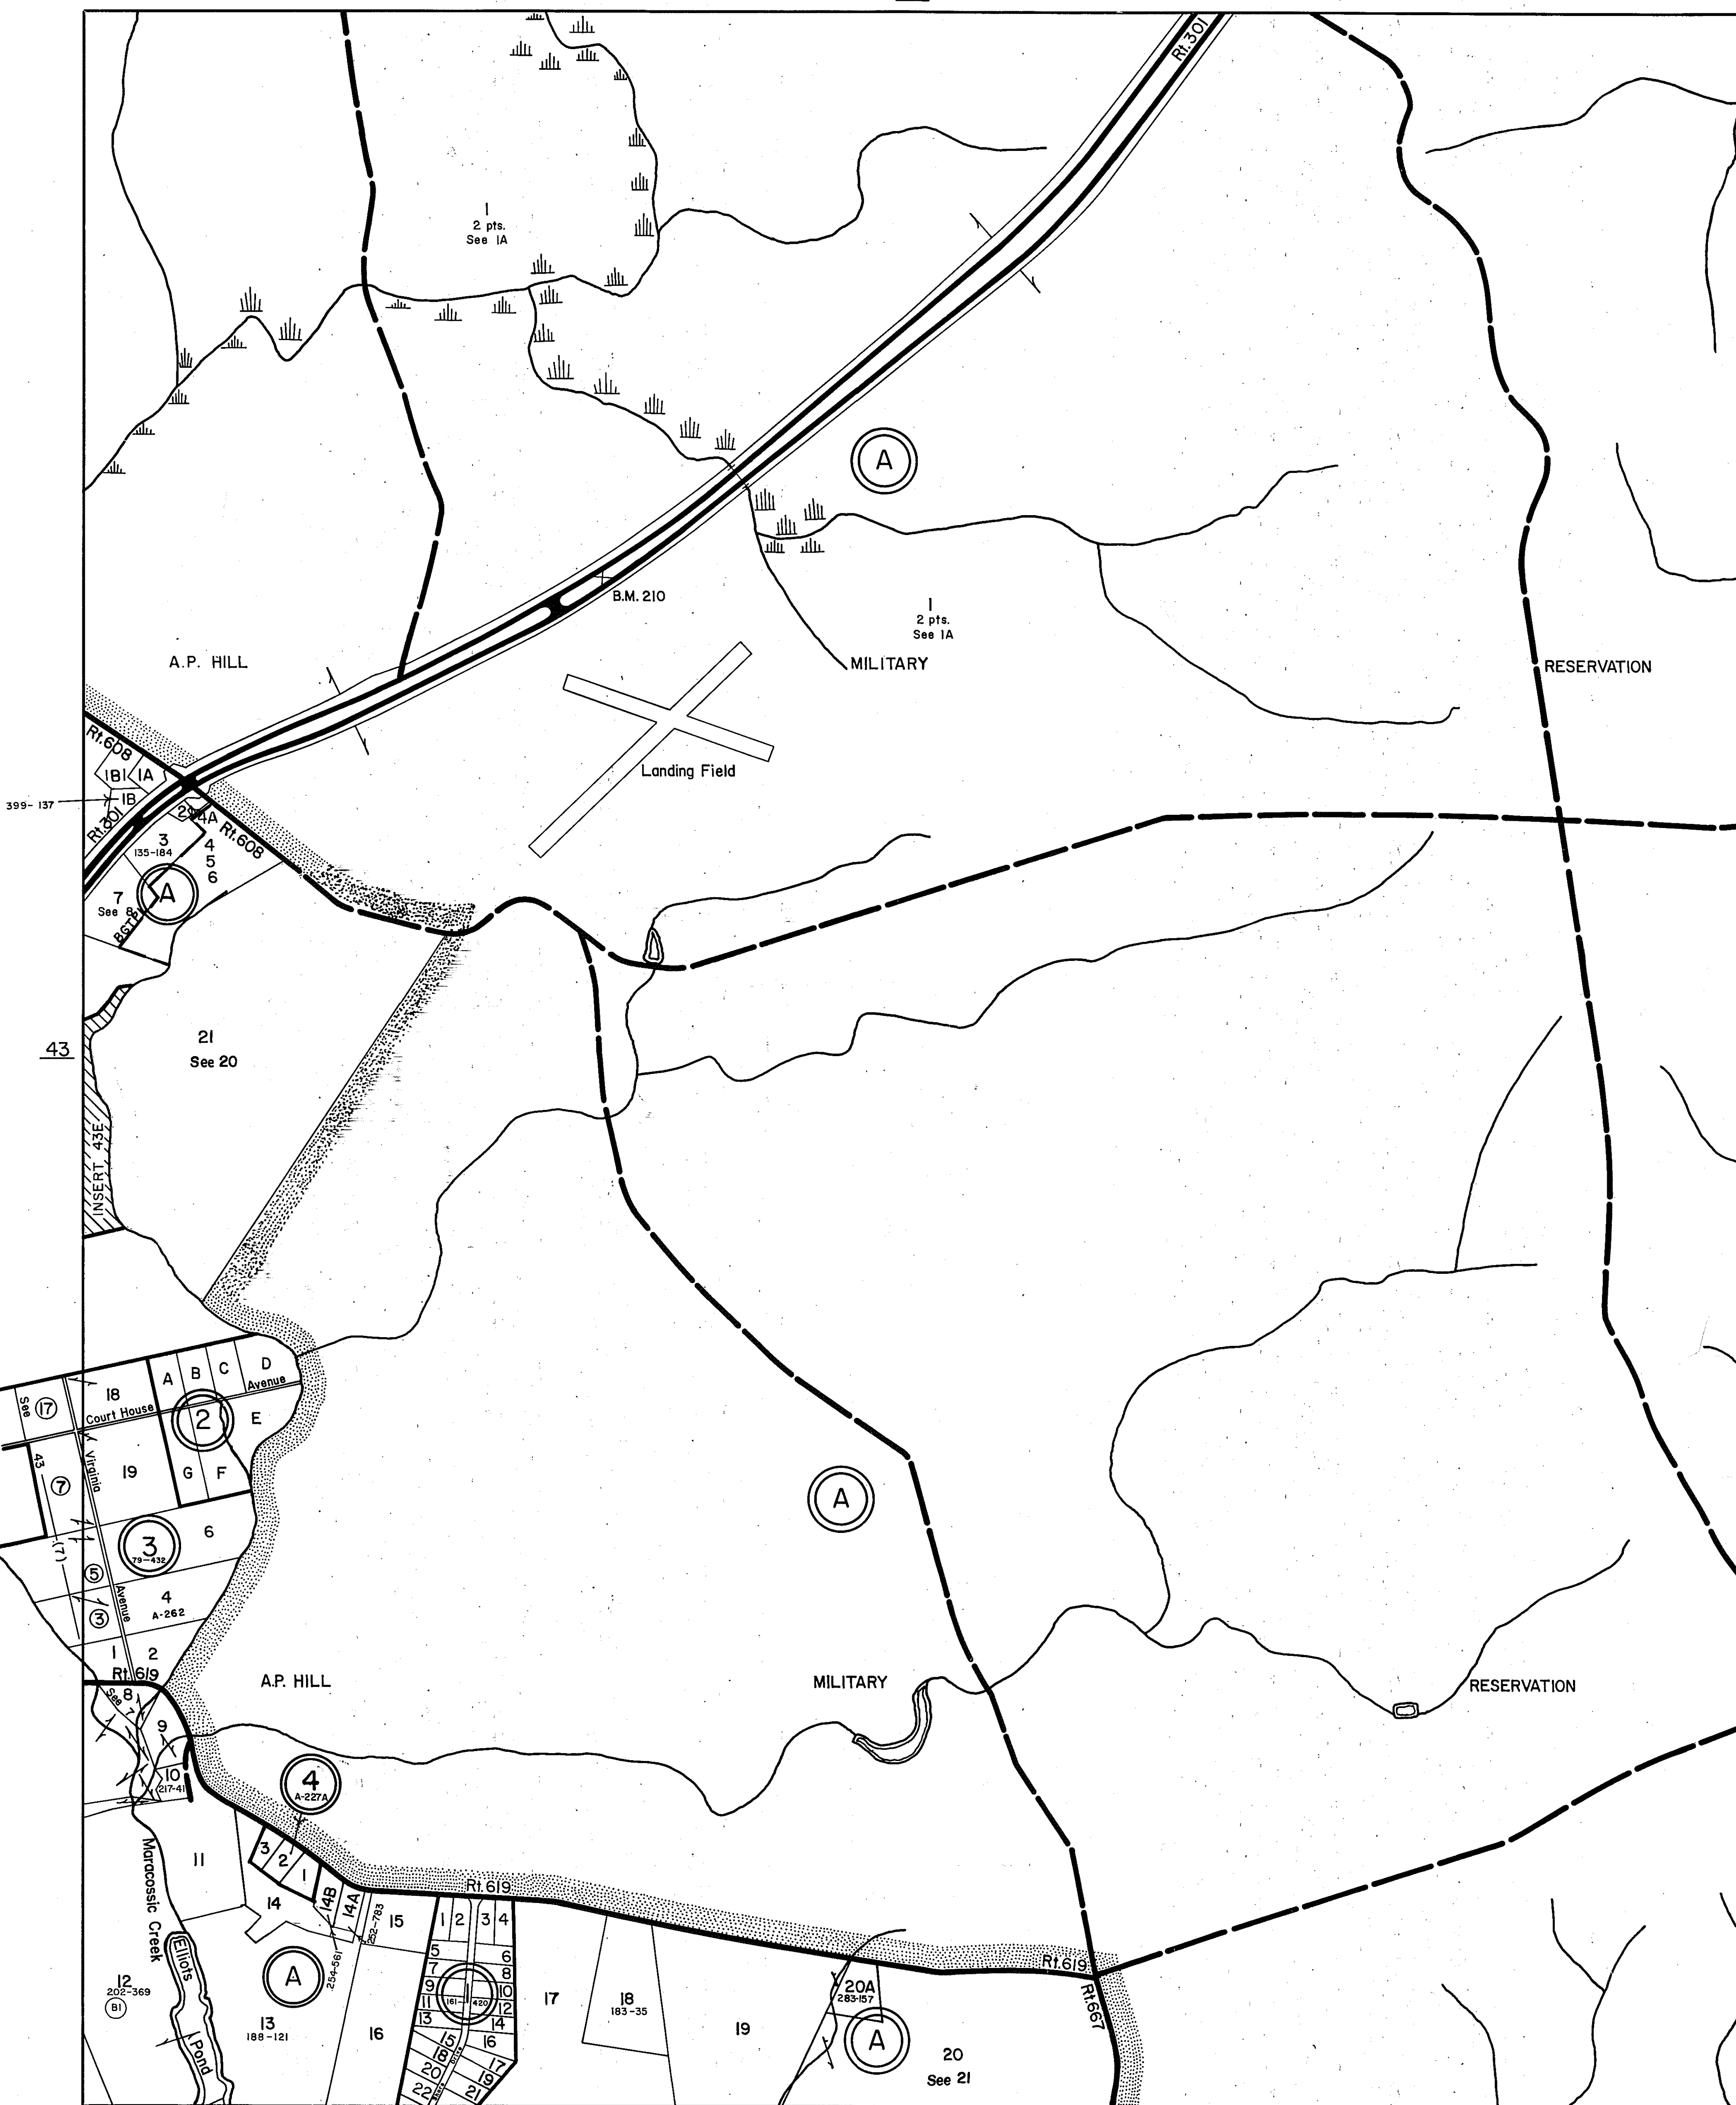 Rt.301
1
2 pts.
See 1A
A
B.M. 210
1
2 pts.
See 1A
A.P. HILL
MILITARY
RESERVATION
Rt.608
1B1
1A
Landing Field
399-137
1B
Rt.301
29
4A
Rt.608
3
135-184
4
5
6
A
7
See 8
21
See 20
43
INSERT 43E
A
B
C
D
Avenue
See 17
18
Court House
2
E
43
Virginia
19
G
F
7
6
3
79-432
(7)
5
Avenue
4
A-262
3
1
2
Rt.619
A
A.P. HILL
MILITARY
RESERVATION
8
See 7
9
10
217-41
4
A-227A
Maracossic Creek
11
3
2
1
14
14B
14A
252-783
254-561
15
Rt.619
1
2
3
4
5
6
7
8
9
10
11
12
13
14
15
16
17
18
19
20
21
22
1
161-420
12
202-369
B1
Elliots
Pond
A
13
188-121
16
17
18
183-35
19
20A
283-157
A
20
See 21
Rt.619
Rt.667